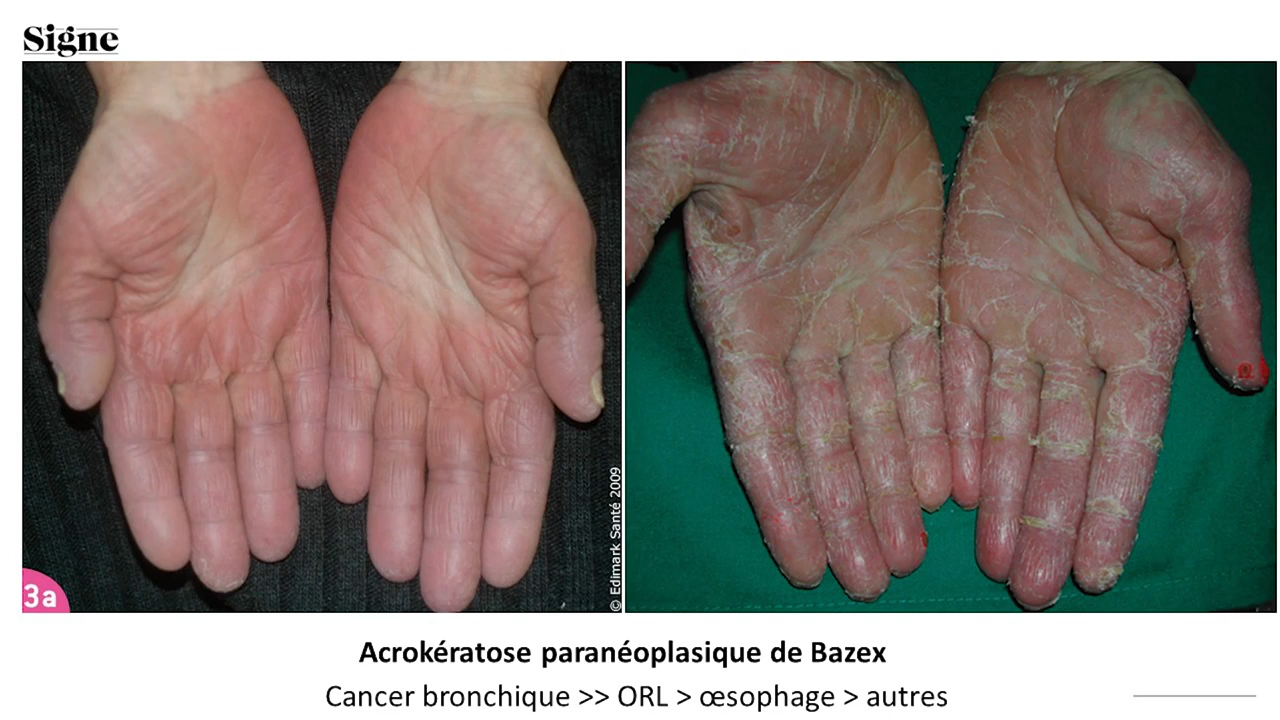 Signe
© Edimark Santé 2009
3a
Acrokératose paranéoplasique de Bazex
Cancer bronchique >> ORL > œsophage > autres